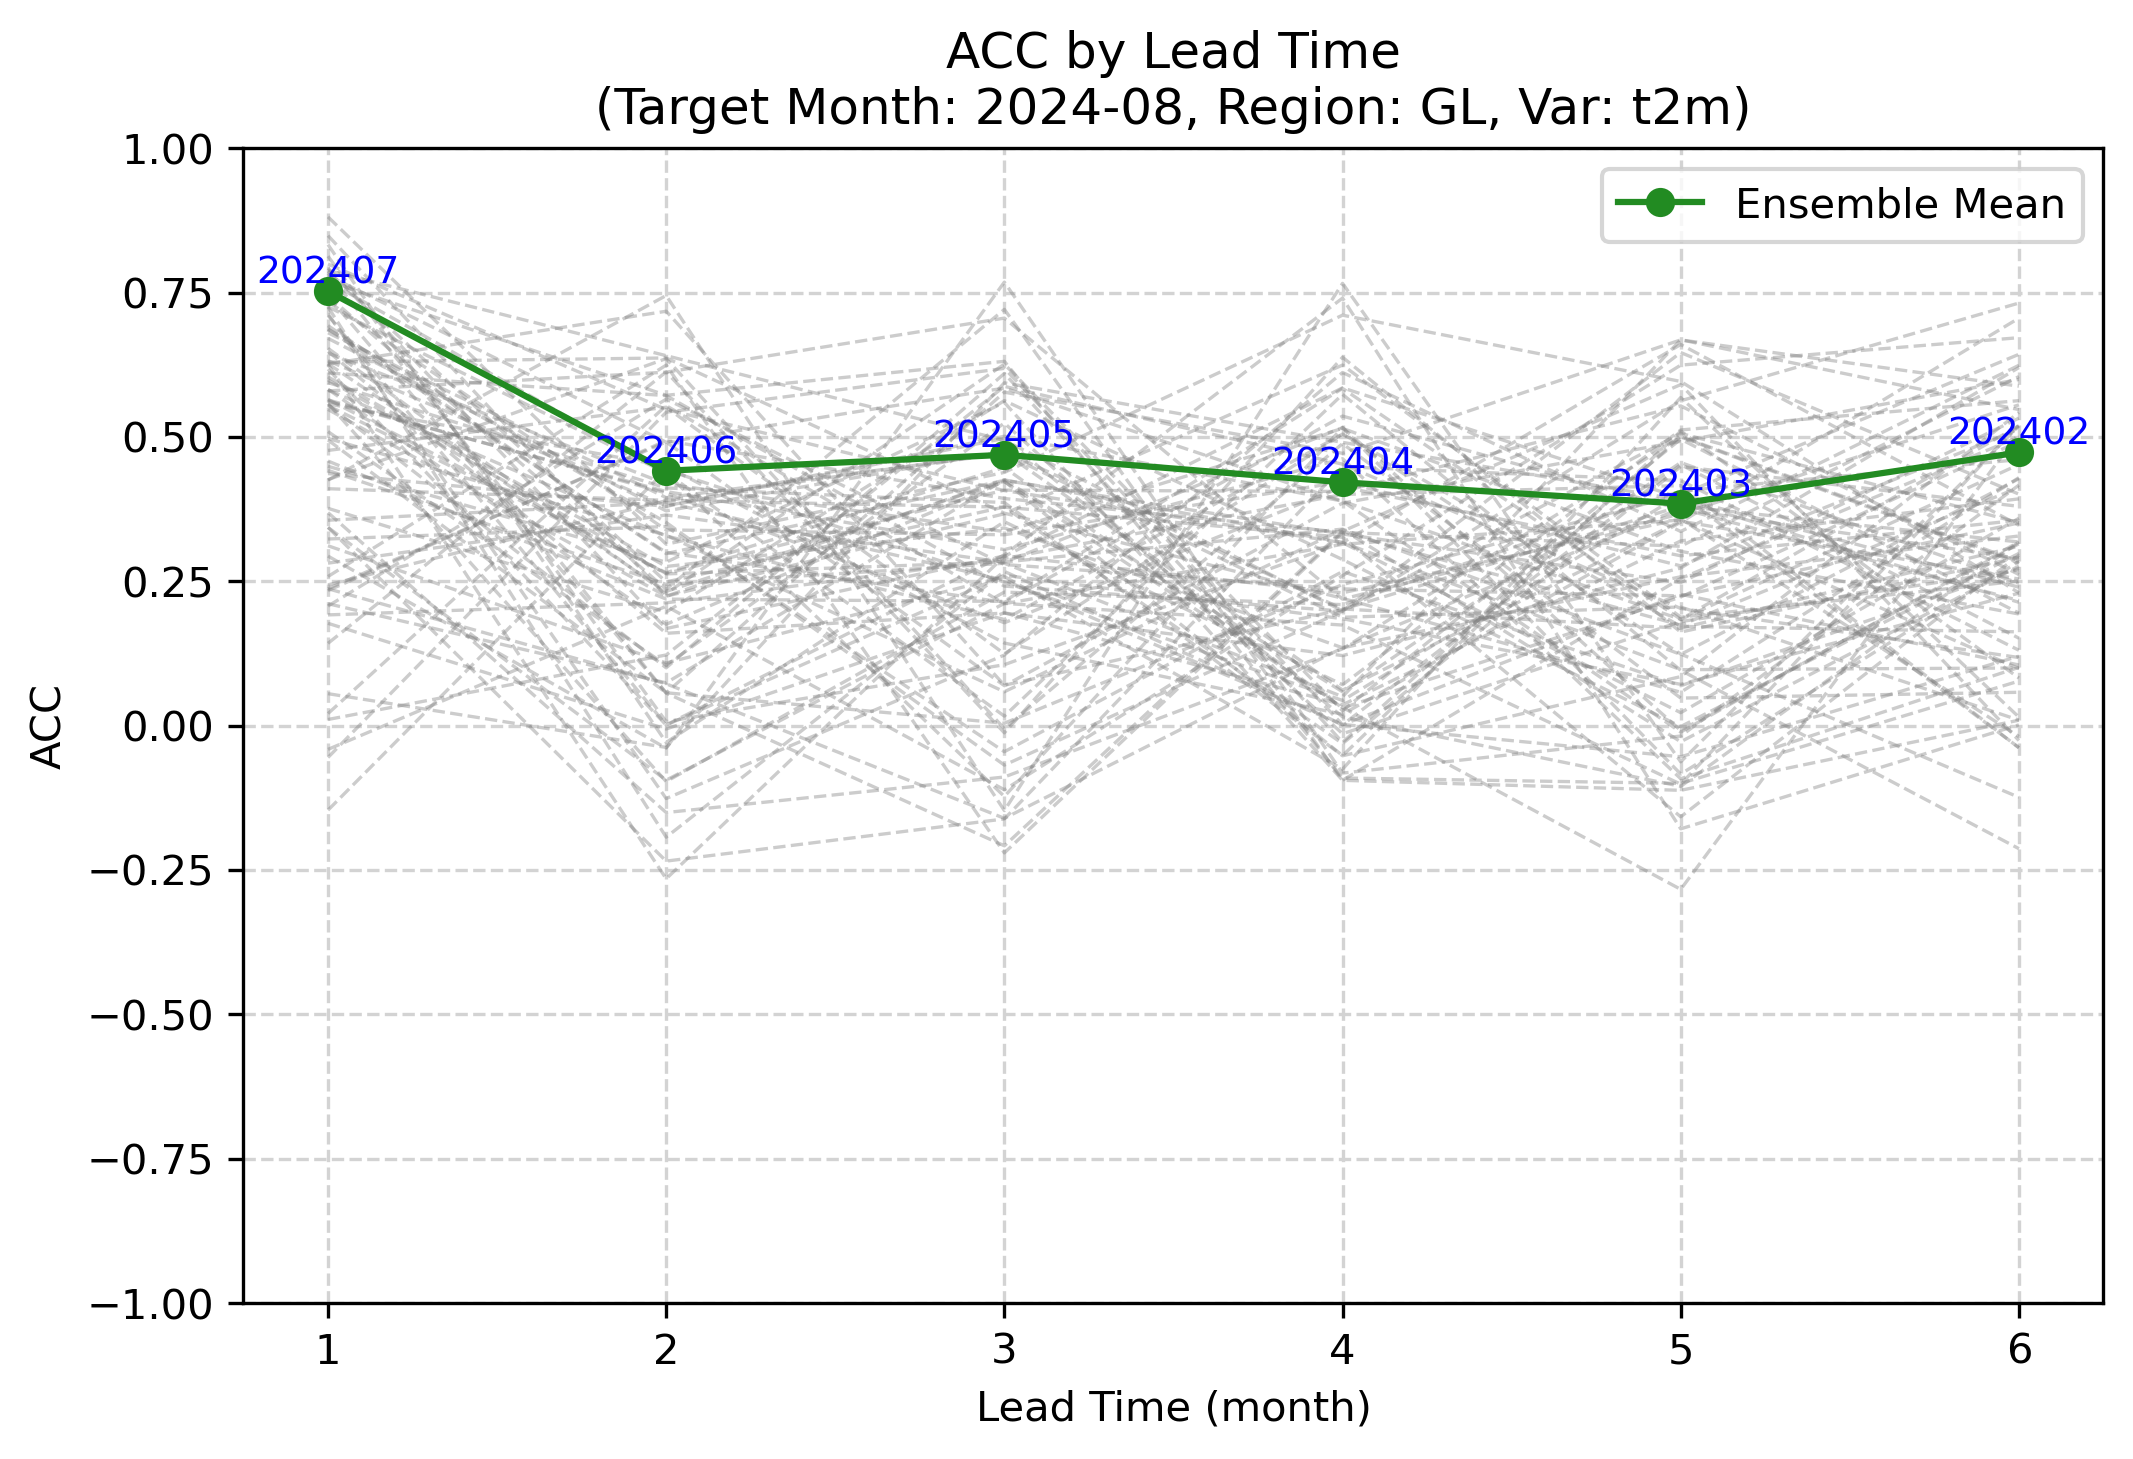 ACC by Lead Time
(Target Month: 2024-08, Region: GL, Var: t2m)
1.00
0.75
0.50
0.25
0.00
−0.25
−0.50
−0.75
−1.00
ACC
Ensemble Mean
202407
202406
202405
202404
202403
202402
1 2 3 4 5 6
Lead Time (month)